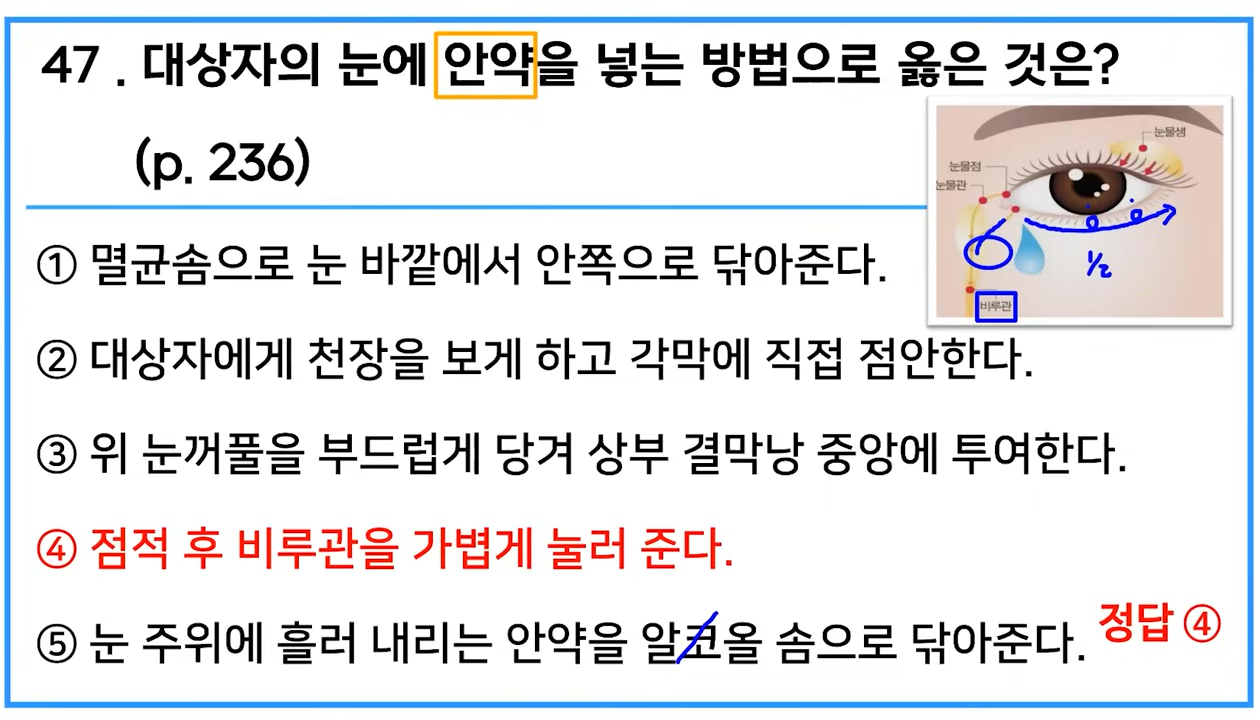 47 . 대상자의 눈에 안약을 넣는 방법으로 옳은 것은?
(p. 236)
눈물샘
눈물점
눈물관
비루관
½
① 멸균솜으로 눈 바깥에서 안쪽으로 닦아준다.
② 대상자에게 천장을 보게 하고 각막에 직접 점안한다.
③ 위 눈꺼풀을 부드럽게 당겨 상부 결막낭 중앙에 투여한다.
④ 점적 후 비루관을 가볍게 눌러 준다.
⑤ 눈 주위에 흘러 내리는 안약을 알코올 솜으로 닦아준다.
정답 ④